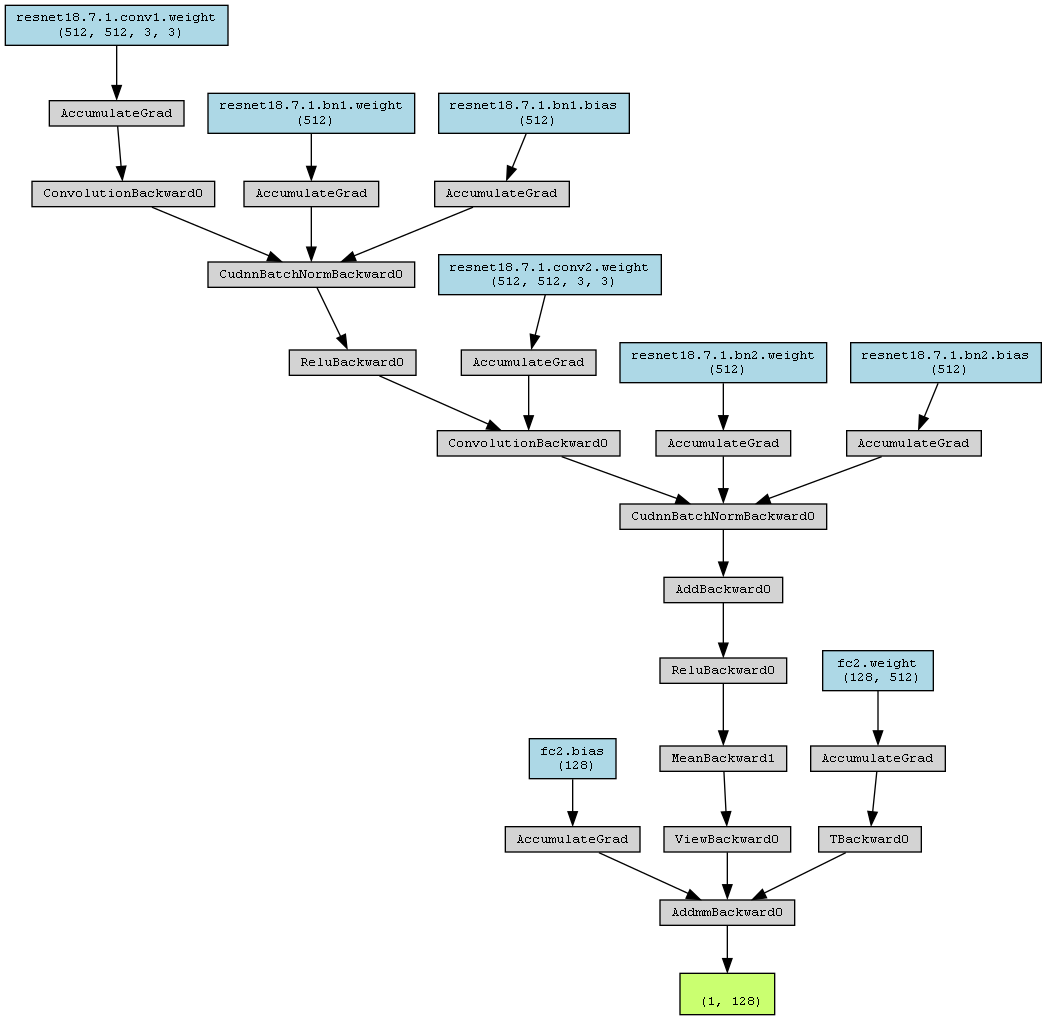 resnet18.7.1.conv1.weight
(512, 512, 3, 3)
AccumulateGrad
resnet18.7.1.bn1.weight
(512)
resnet18.7.1.bn1.bias
(512)
ConvolutionBackward0
AccumulateGrad
AccumulateGrad
CudnnBatchNormBackward0
resnet18.7.1.conv2.weight
(512, 512, 3, 3)
ReluBackward0
AccumulateGrad
resnet18.7.1.bn2.weight
(512)
resnet18.7.1.bn2.bias
(512)
ConvolutionBackward0
AccumulateGrad
AccumulateGrad
CudnnBatchNormBackward0
AddBackward0
ReluBackward0
fc2.weight
(128, 512)
fc2.bias
(128)
MeanBackward1
AccumulateGrad
AccumulateGrad
ViewBackward0
TBackward0
AddmmBackward0
(1, 128)